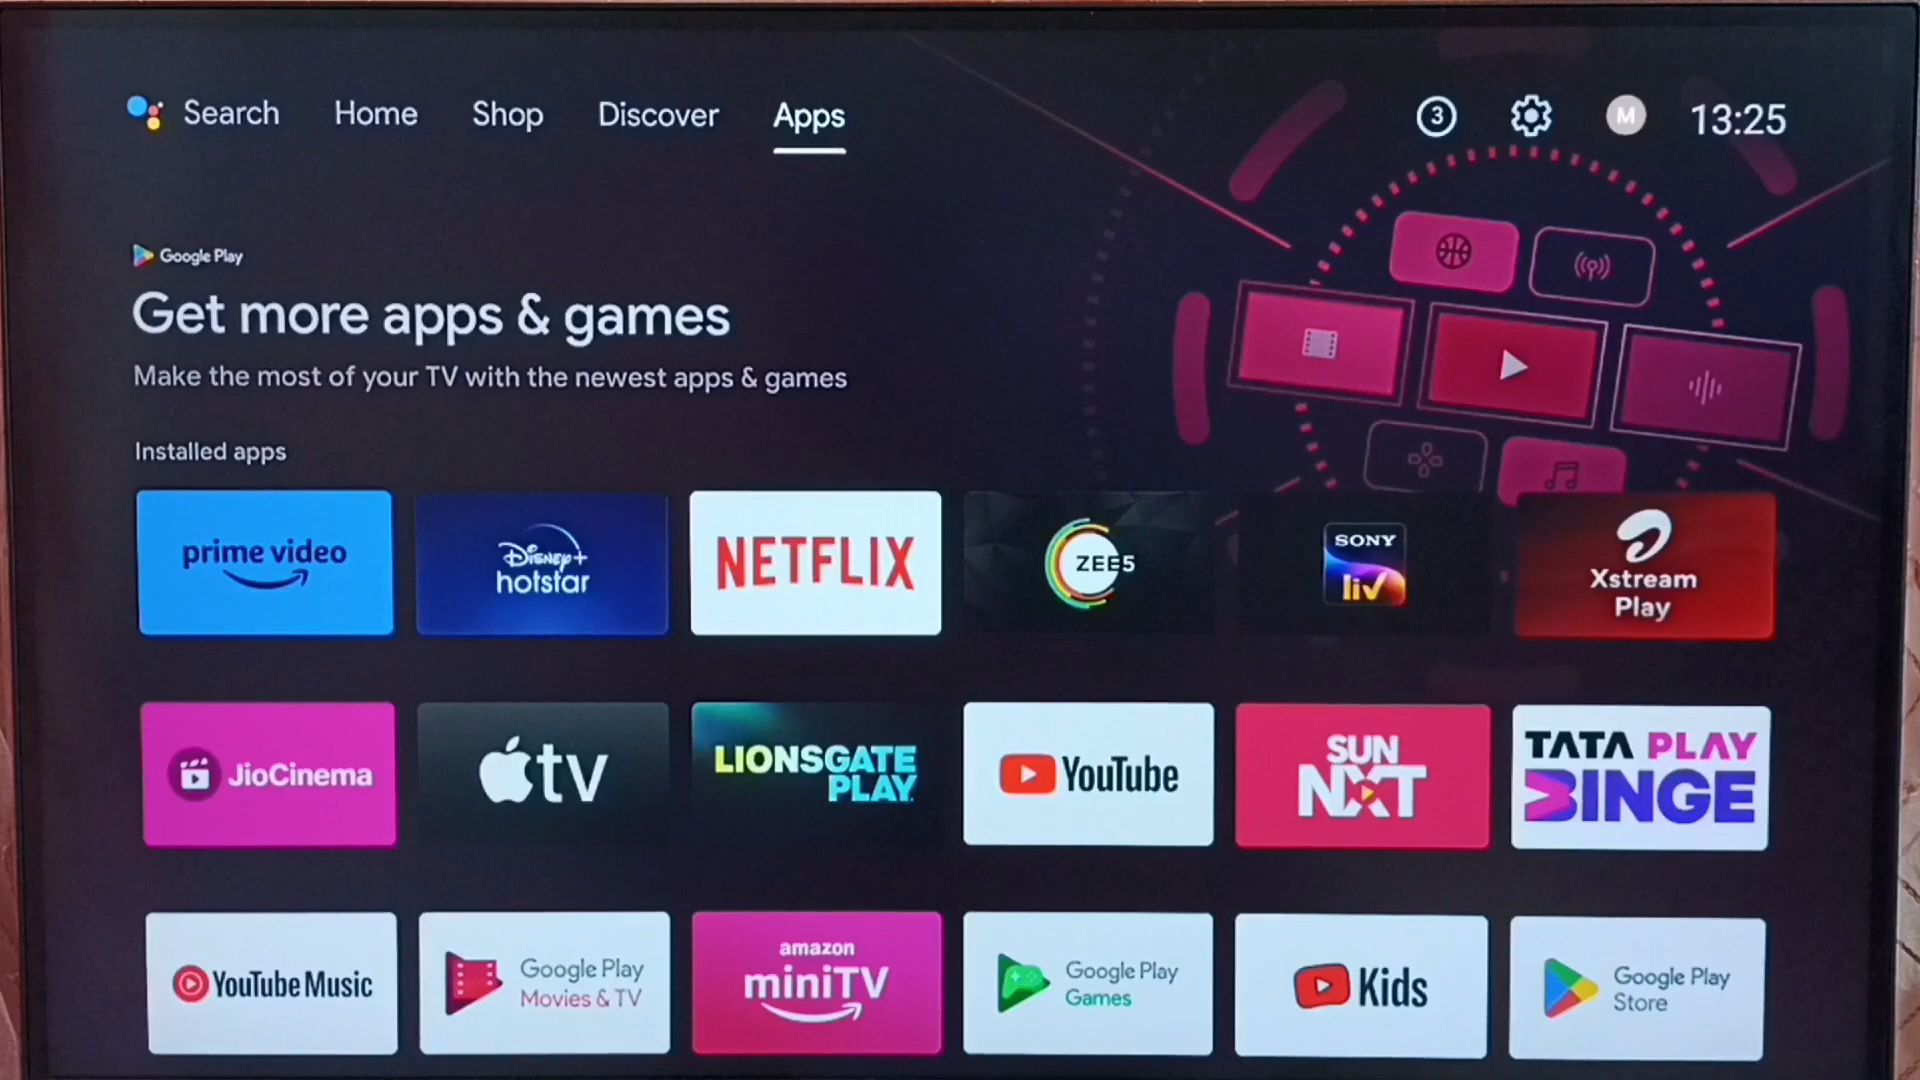 Search Home Shop Discover Apps
3 M 13:25
Google Play
Get more apps & games
Make the most of your TV with the newest apps & games
Installed apps
prime video
Disney+
hotstar
NETFLIX
ZEE5
SONY
liv
Xstream
Play
JioCinema
tv
LIONSGATE
PLAY
YouTube
SUN
NXT
TATA PLAY
BINGE
YouTube Music
Google Play
Movies & TV
amazon
miniTV
Google Play
Games
Kids
Google Play
Store